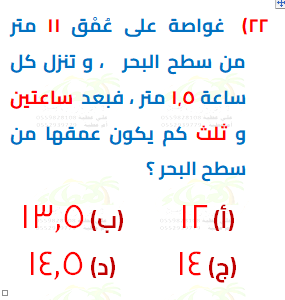 ٢٢) غواصة على عُمْق ١١ متر
من سطح البحر ، و تنزل كل
ساعة ١,٥ متر ، فبعد ساعتين
و ثلث كم يكون عمقها من
سطح البحر ؟
(أ) ١٢ (ب) ١٣,٥
(ج) ١٤ (د) ١٤,٥